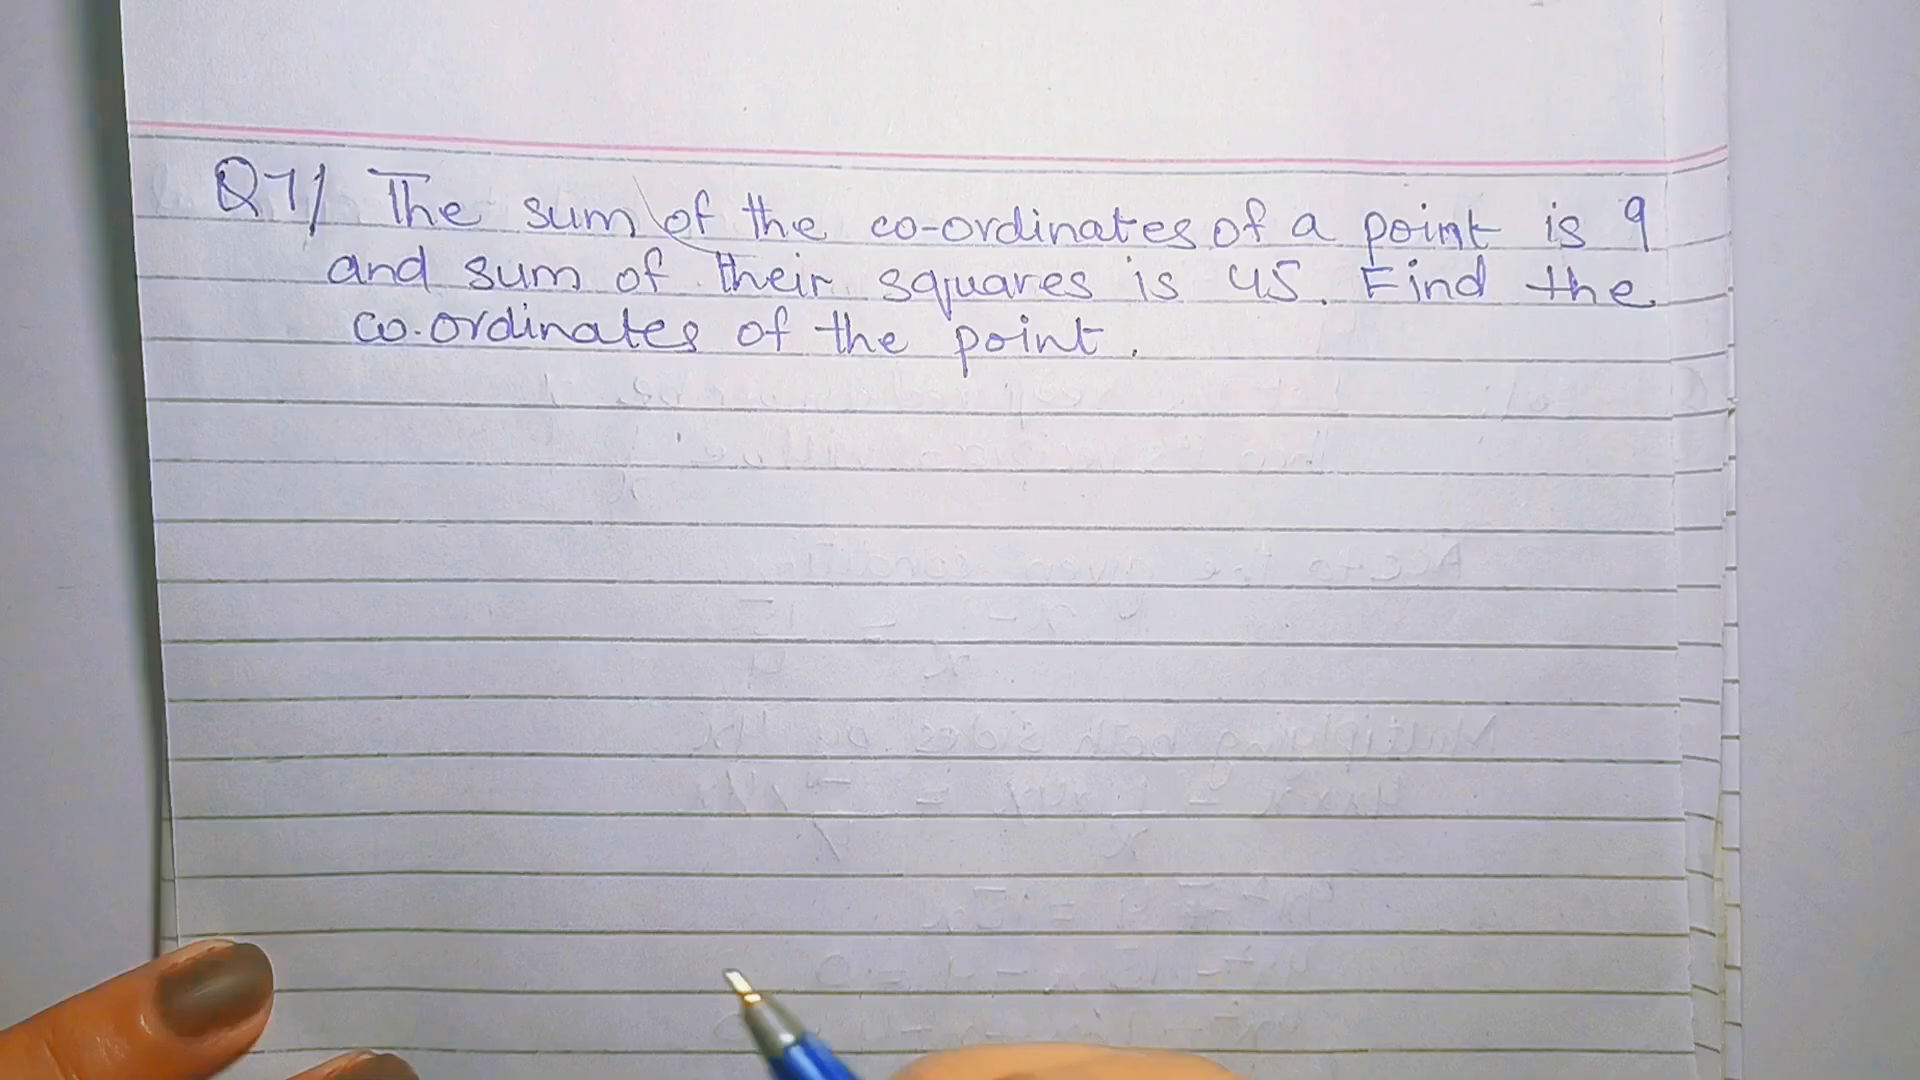 Q7/ The sum of the co-ordinates of a point is 9
and sum of their squares is 45. Find the
co.ordinates of the point.